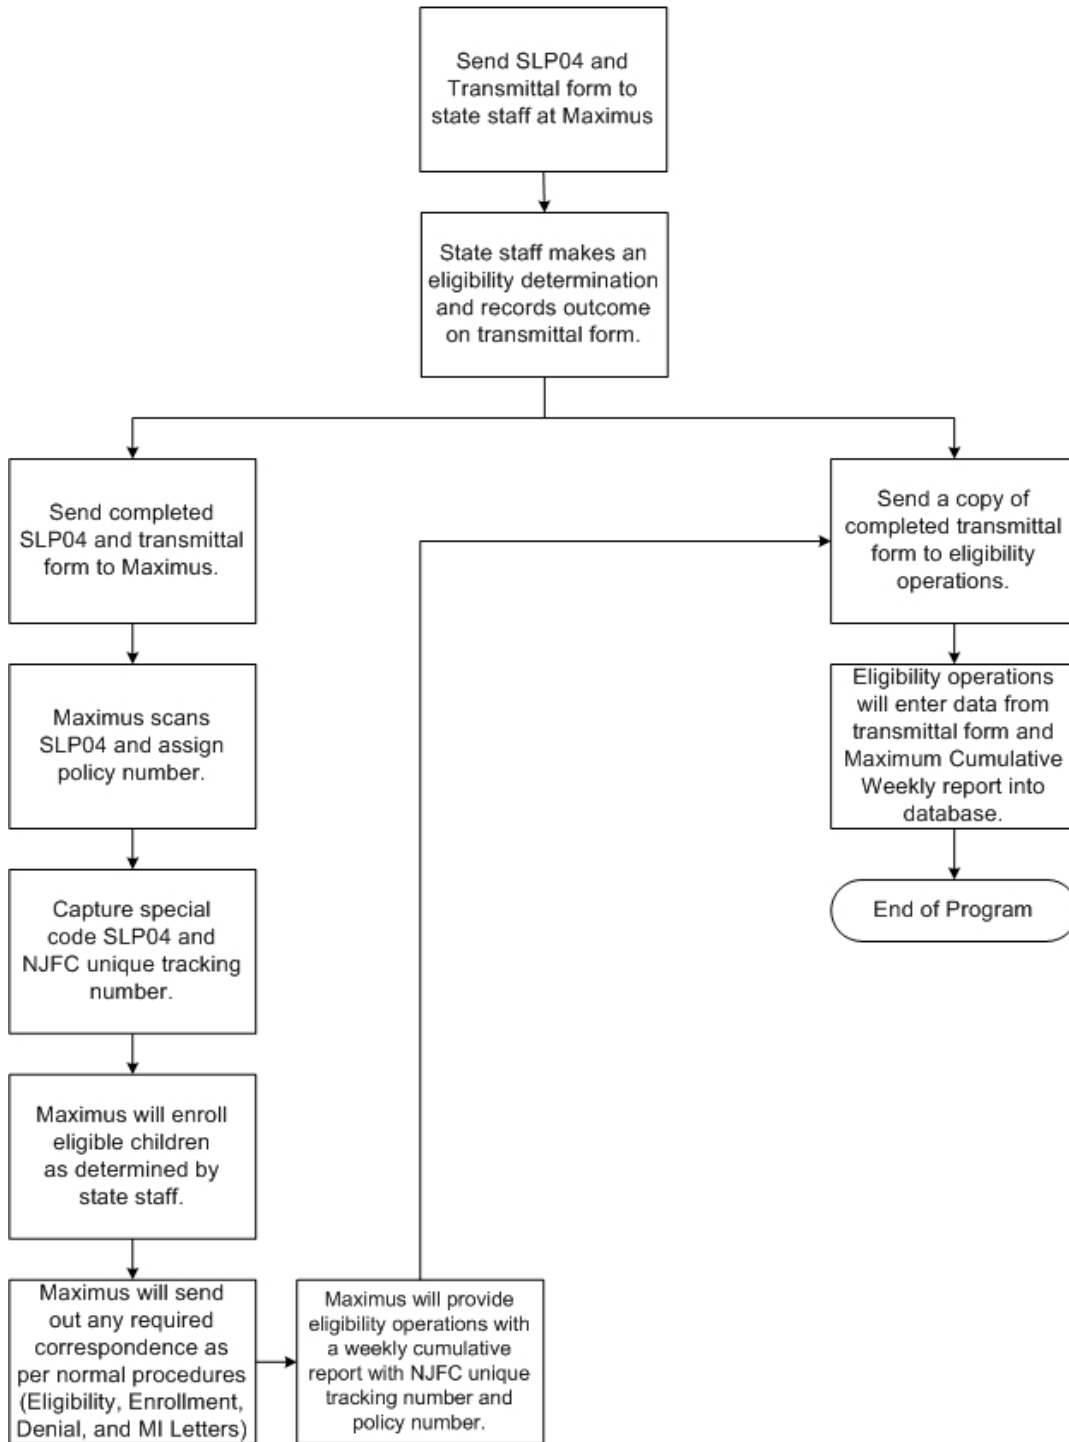 Send SLP04 and
Transmittal form to
state staff at Maximus
State staff makes an
eligibility determination
and records outcome
on transmittal form.
Send completed
SLP04 and transmittal
form to Maximus.
Send a copy of
completed transmittal
form to eligibility
operations.
Maximus scans
SLP04 and assign
policy number.
Eligibility operations
will enter data from
transmittal form and
Maximum Cumulative
Weekly report into
database.
Capture special
code SLP04 and
NJFC unique tracking
number.
End of Program
Maximus will enroll
eligible children
as determined by
state staff.
Maximus will send
out any required
correspondence as
per normal procedures
(Eligibility, Enrollment,
Denial, and MI Letters)
Maximus will provide
eligibility operations with
a weekly cumulative
report with NJFC unique
tracking number and
policy number.